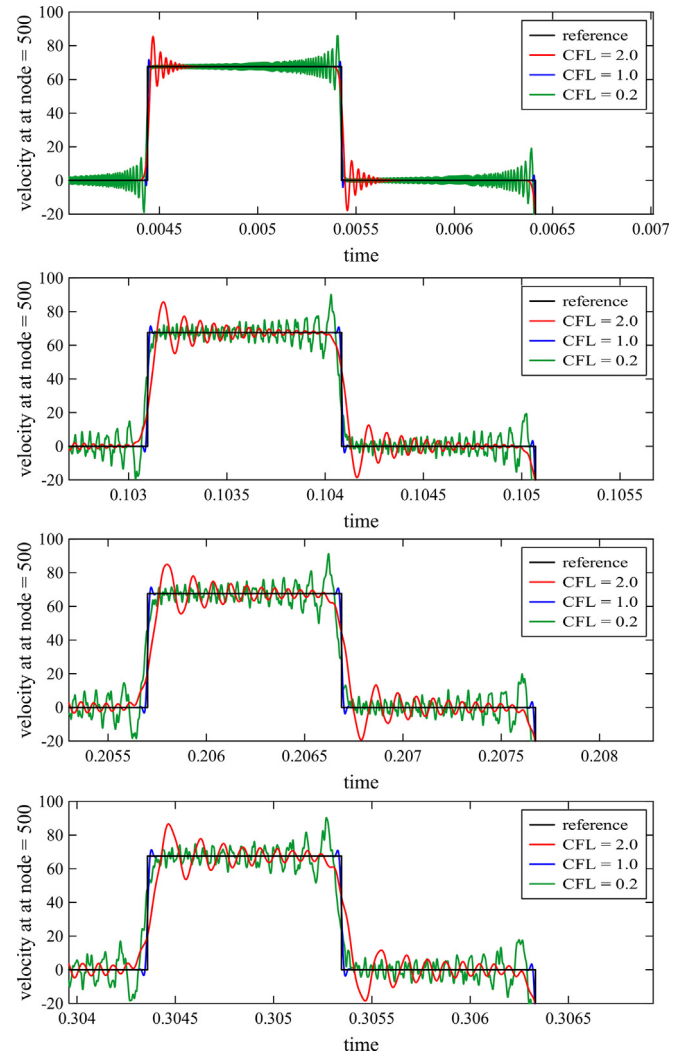 velocity at at node = 500
100
80
60
40
20
0
-20
reference
CFL = 2.0
CFL = 1.0
CFL = 0.2
0.0045
0.005
0.0055
0.006
0.0065
0.007
time
velocity at at node = 500
100
80
60
40
20
0
-20
reference
CFL = 2.0
CFL = 1.0
CFL = 0.2
0.103
0.1035
0.104
0.1045
0.105
0.1055
time
velocity at at node = 500
100
80
60
40
20
0
-20
reference
CFL = 2.0
CFL = 1.0
CFL = 0.2
0.2055
0.206
0.2065
0.207
0.2075
0.208
time
velocity at at node = 500
100
80
60
40
20
0
-20
reference
CFL = 2.0
CFL = 1.0
CFL = 0.2
0.304
0.3045
0.305
0.3055
0.306
0.3065
time